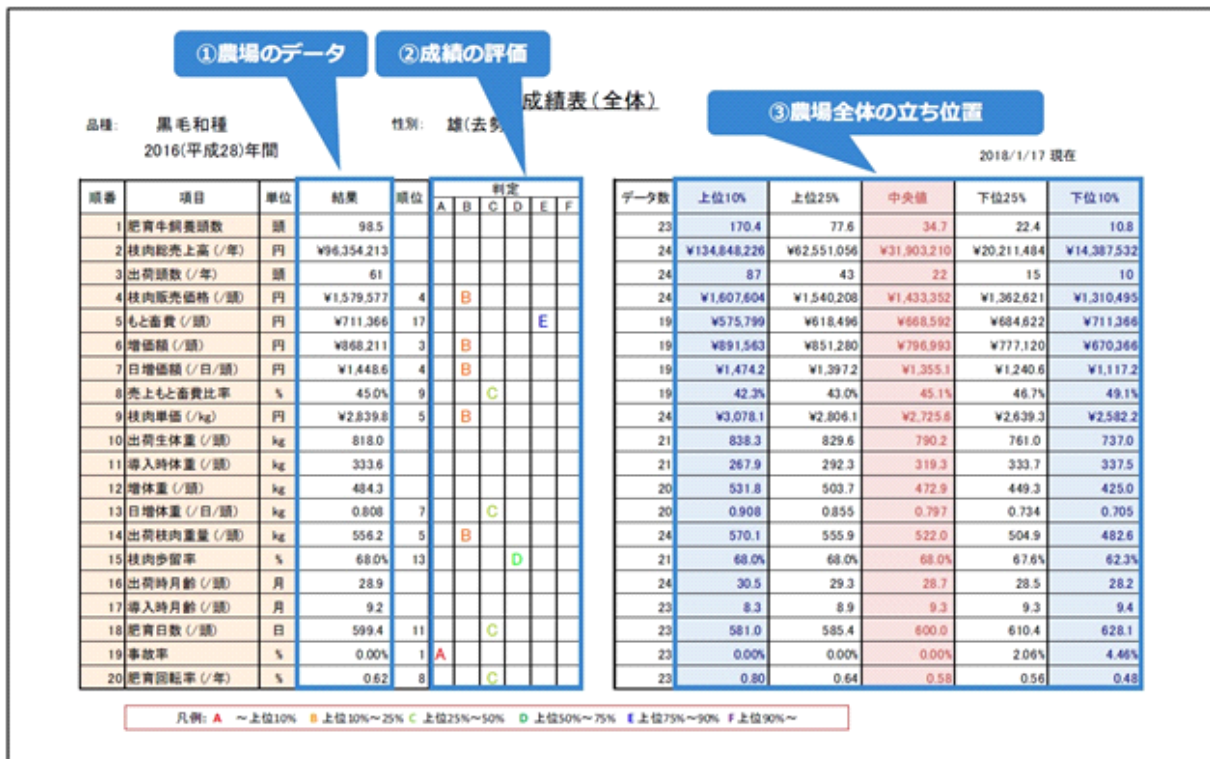 ①農場のデータ
②成績の評価
成績表(全体)
③農場全体の立ち位置
品種: 黒毛和種 性別: 雄(去勢
2016(平成28)年間
2018/1/17 現在
順番 項目 単位 結果 順位 判定 データ数 上位10% 上位25% 中央値 下位25% 下位10%
A B C D E F
1 肥育牛飼養頭数 頭 98.5 23 170.4 77.6 34.7 22.4 10.8
2 枝肉総売上高(/年) 円 ¥96,354,213 24 ¥134,848,226 ¥62,551,056 ¥31,903,210 ¥20,211,484 ¥14,387,532
3 出荷頭数(/年) 頭 61 24 87 43 22 15 10
4 枝肉販売価格(/頭) 円 ¥1,579,577 4 B 24 ¥1,607,604 ¥1,540,208 ¥1,433,352 ¥1,362,621 ¥1,310,495
5 もと畜費(/頭) 円 ¥711,366 17 E 19 ¥575,799 ¥618,496 ¥668,592 ¥684,622 ¥711,366
6 増価額(/頭) 円 ¥868,211 3 B 19 ¥891,563 ¥851,280 ¥796,993 ¥777,120 ¥670,366
7 日増価額(/日/頭) 円 ¥1,448.6 4 B 19 ¥1,474.2 ¥1,397.2 ¥1,355.1 ¥1,240.6 ¥1,117.2
8 売上もと畜費比率 % 45.0% 9 C 19 42.3% 43.0% 45.1% 46.7% 49.1%
9 枝肉単価(/kg) 円 ¥2,839.8 5 B 24 ¥3,078.1 ¥2,806.1 ¥2,725.6 ¥2,639.3 ¥2,582.2
10 出荷生体重(/頭) kg 818.0 21 838.3 829.6 790.2 761.0 737.0
11 導入時体重(/頭) kg 333.6 21 267.9 292.3 319.3 333.7 337.5
12 増体重(/頭) kg 484.3 20 531.8 503.7 472.9 449.3 425.0
13 日増体重(/日/頭) kg 0.808 7 C 20 0.908 0.855 0.797 0.734 0.705
14 出荷枝肉重量(/頭) kg 556.2 5 B 24 570.1 555.9 522.0 504.9 482.6
15 枝肉歩留率 % 68.0% 13 D 21 68.0% 68.0% 68.0% 67.6% 62.3%
16 出荷時月齢(/頭) 月 28.9 24 30.5 29.3 28.7 28.5 28.2
17 導入時月齢(/頭) 月 9.2 23 8.3 8.9 9.3 9.3 9.4
18 肥育日数(/頭) 日 599.4 11 C 23 581.0 585.4 600.0 610.4 628.1
19 事故率 % 0.00% 1 A 23 0.00% 0.00% 0.00% 2.06% 4.46%
20 肥育回転率(/年) % 0.62 8 C 23 0.80 0.64 0.58 0.56 0.48
凡例: A ～上位10% B 上位10%～25% C 上位25%～50% D 上位50%～75% E 上位75%～90% F 上位90%～